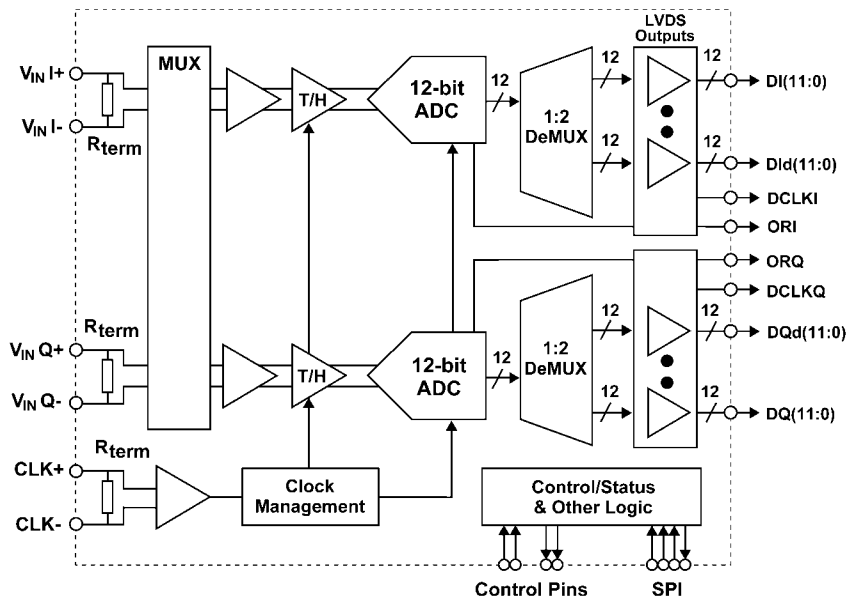 LVDS
Outputs
MUX
V_IN I+
V_IN I-
R_term
T/H
12-bit
ADC
12
1:2
DeMUX
12
12
12
12
DI(11:0)
DId(11:0)
DCLKI
ORI
ORQ
DCLKQ
R_term
V_IN Q+
V_IN Q-
T/H
12-bit
ADC
12
1:2
DeMUX
12
12
12
12
DQd(11:0)
DQ(11:0)
R_term
CLK+
CLK-
Clock
Management
Control/Status
& Other Logic
Control Pins
SPI